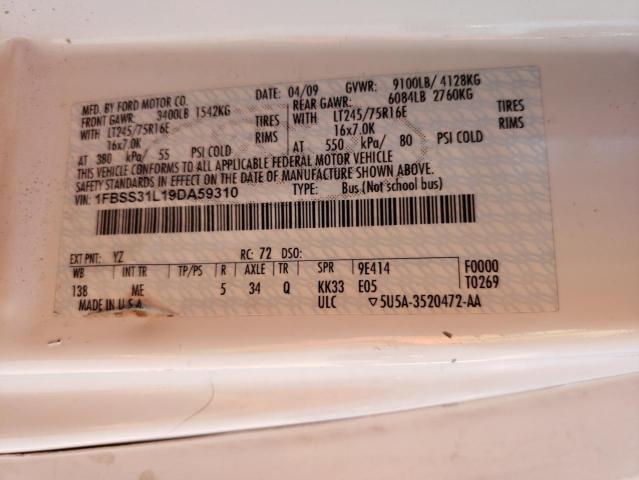 MFD. BY FORD MOTOR CO.
DATE: 04/09 GVWR: 9100LB/ 4128KG
FRONT GAWR: 3400LB 1542KG
REAR GAWR: 6084LB 2760KG
WITH LT245/75R16E TIRES
WITH LT245/75R16E TIRES
16x7.0K RIMS
16x7.0K RIMS
AT 380 kPa/ 55 PSI COLD
AT 550 kPa/ 80 PSI COLD
THIS VEHICLE CONFORMS TO ALL APPLICABLE FEDERAL MOTOR VEHICLE
SAFETY STANDARDS IN EFFECT ON THE DATE OF MANUFACTURE SHOWN ABOVE.
VIN: 1FBSS31L19DA59310 TYPE: Bus (Not school bus)
EXT PNT: YZ RC: 72 DSO:
WB INT TR TP/PS R AXLE TR SPR 9E414 F0000
138 ME 5 34 Q KK33 E05 T0269
MADE IN U.S.A. ULC ▽5U5A-3520472-AA